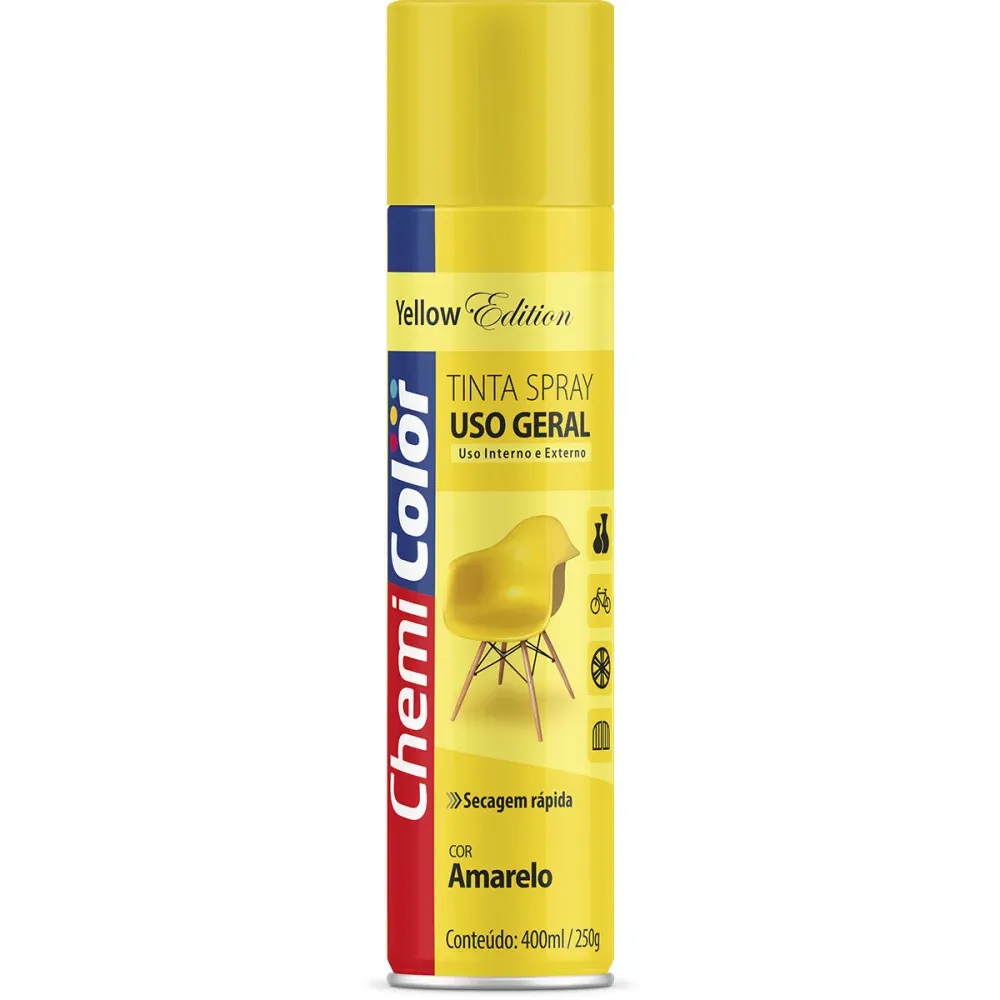 Yellow Edition
ChemiColor
TINTA SPRAY
USO GERAL
Uso Interno e Externo
Secagem rápida
COR
Amarelo
Conteúdo: 400ml/250g